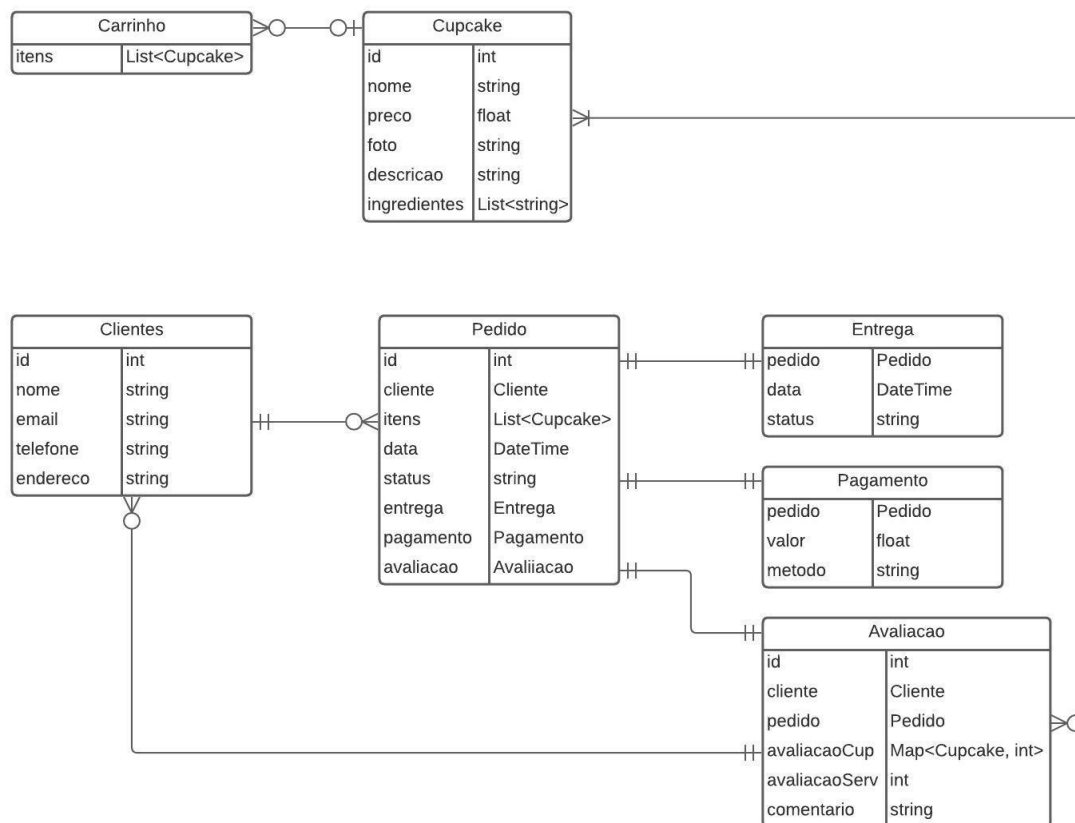 Carrinho
itens List<Cupcake>
Cupcake
id int
nome string
preco float
foto string
descricao string
ingredientes List<string>
Clientes
id int
nome string
email string
telefone string
endereco string
Pedido
id int
cliente Cliente
itens List<Cupcake>
data DateTime
status string
entrega Entrega
pagamento Pagamento
avaliacao Avaliiacao
Entrega
pedido Pedido
data DateTime
status string
Pagamento
pedido Pedido
valor float
metodo string
Avaliacao
id int
cliente Cliente
pedido Pedido
avaliacaoCup Map<Cupcake, int>
avaliacaoServ int
comentario string